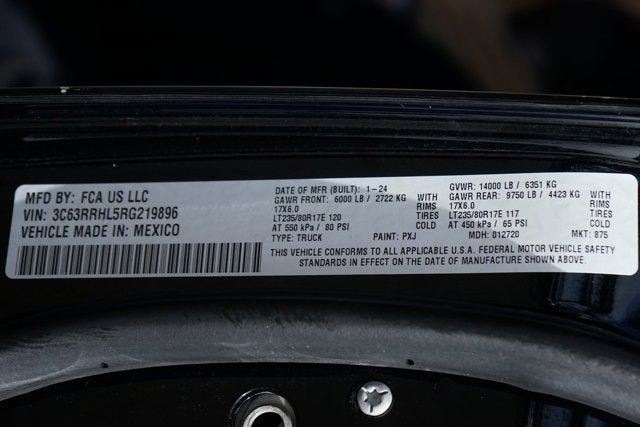 MFD BY: FCA US LLC
VIN: 3C63RRHL5RG219896
VEHICLE MADE IN: MEXICO
DATE OF MFR (BUILT): 1-24
GAWR FRONT: 6000 LB / 2722 KG WITH
17X6.0 TIRES
LT235/80R17E 120 RIMS
AT 550 kPa / 80 PSI COLD
TYPE: TRUCK PAINT: PXJ
GVWR: 14000 LB / 6351 KG
GAWR REAR: 9750 LB / 4423 KG WITH
17X6.0
LT235/80R17E 117 TIRES
AT 450 kPa / 65 PSI COLD
MDH: 012720 MKT: 875
THIS VEHICLE CONFORMS TO ALL APPLICABLE U.S.A. FEDERAL MOTOR VEHICLE SAFETY
STANDARDS IN EFFECT ON THE DATE OF MANUFACTURE SHOWN ABOVE.